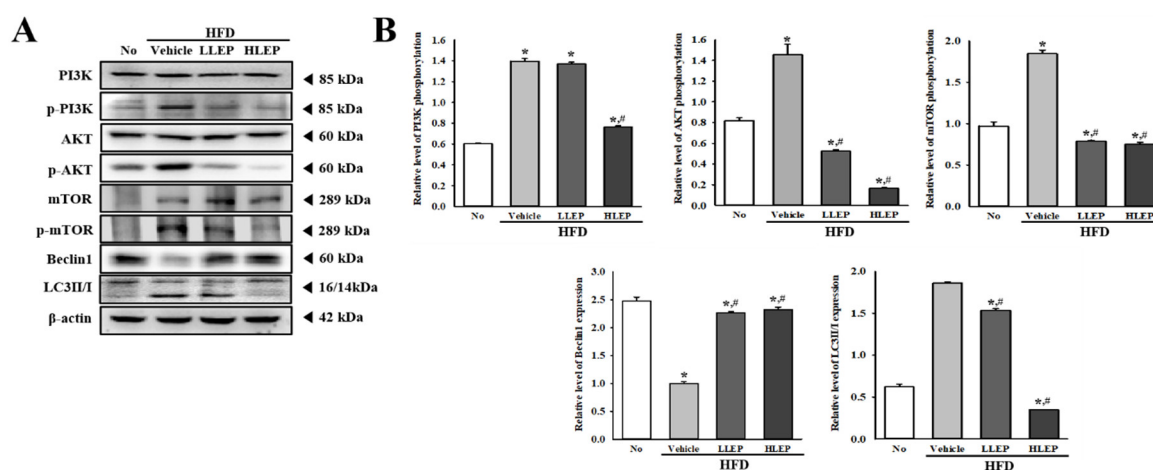 A
HFD
No Vehicle LLEP HLEP
PI3K ◄ 85 kDa
p-PI3K ◄ 85 kDa
AKT ◄ 60 kDa
p-AKT ◄ 60 kDa
mTOR ◄ 289 kDa
p-mTOR ◄ 289 kDa
Beclin1 ◄ 60 kDa
LC3II/I ◄ 16/14kDa
β-actin ◄ 42 kDa
B
Relative level of PI3K phosphorylation
1.6
1.4
1.2
1.0
0.8
0.6
0.4
0.2
0.0
* * *,#
No Vehicle LLEP HLEP
HFD
Relative level of AKT phosphorylation
1.6
1.4
1.2
1.0
0.8
0.6
0.4
0.2
0.0
* *,# *,#
No Vehicle LLEP HLEP
HFD
Relative level of mTOR phosphorylation
2.0
1.5
1.0
0.5
0.0
* *,# *,#
No Vehicle LLEP HLEP
HFD
Relative level of Beclin1 expression
3.0
2.5
2.0
1.5
1.0
0.5
0.0
* *,# *,#
No Vehicle LLEP HLEP
HFD
Relative level of LC3II/I expression
2.0
1.5
1.0
0.5
0.0
*,# *,#
No Vehicle LLEP HLEP
HFD